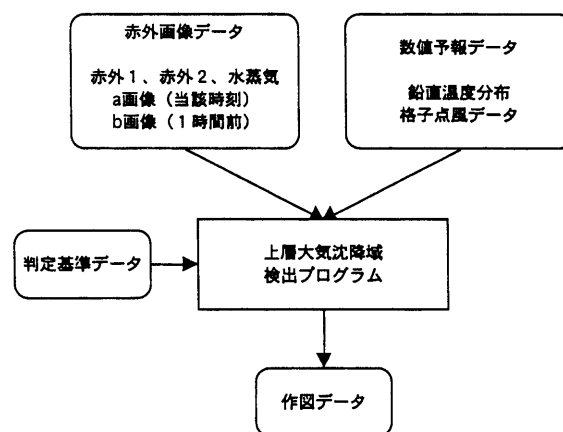 赤外画像データ
赤外１、赤外２、水蒸気
a画像（当該時刻）
b画像（１時間前）
数値予報データ
鉛直温度分布
格子点風データ
判定基準データ
上層大気沈降域
検出プログラム
作図データ